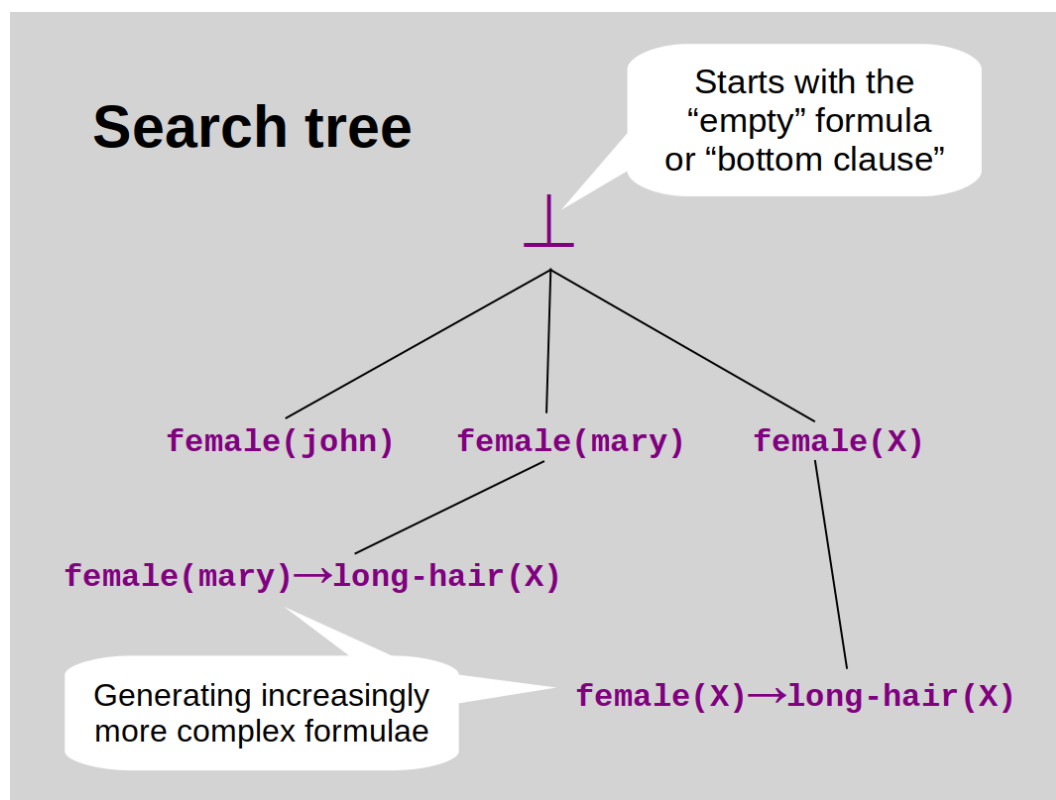 Search tree
Starts with the
“empty” formula
or “bottom clause”
⊥
female(john)
female(mary)
female(X)
female(mary)→long-hair(X)
Generating increasingly
more complex formulae
female(X)→long-hair(X)